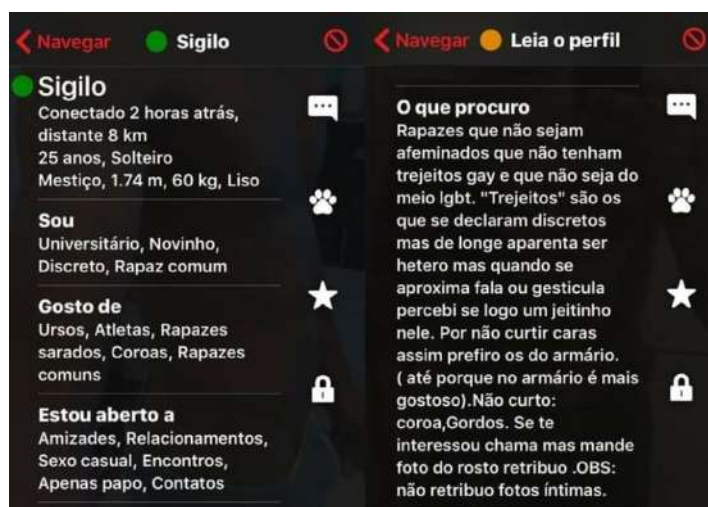 Navegar
Sigilo
Sigilo
Conectado 2 horas atrás,
distante 8 km
25 anos, Solteiro
Mestiço, 1.74 m, 60 kg, Liso
Sou
Universitário, Novinho,
Discreto, Rapaz comum
Gosto de
Ursos, Atletas, Rapazes
sarados, Coroas, Rapazes
comuns
Estou aberto a
Amizades, Relacionamentos,
Sexo casual, Encontros,
Apenas papo, Contatos
Navegar
Leia o perfil
O que procuro
Rapazes que não sejam
afeminados que não tenham
trejeitos gay e que não seja do
meio lgbt. "Trejeitos" são os
que se declaram discretos
mas de longe aparenta ser
hetero mas quando se
aproxima fala ou gesticula
percebi se logo um jeitinho
nele. Por não curtir caras
assim prefiro os do armário.
( até porque no armário é mais
gostoso).Não curto:
coroa,Gordos. Se te
interessou chama mas mande
foto do rosto retribuo .OBS:
não retribuo fotos íntimas.